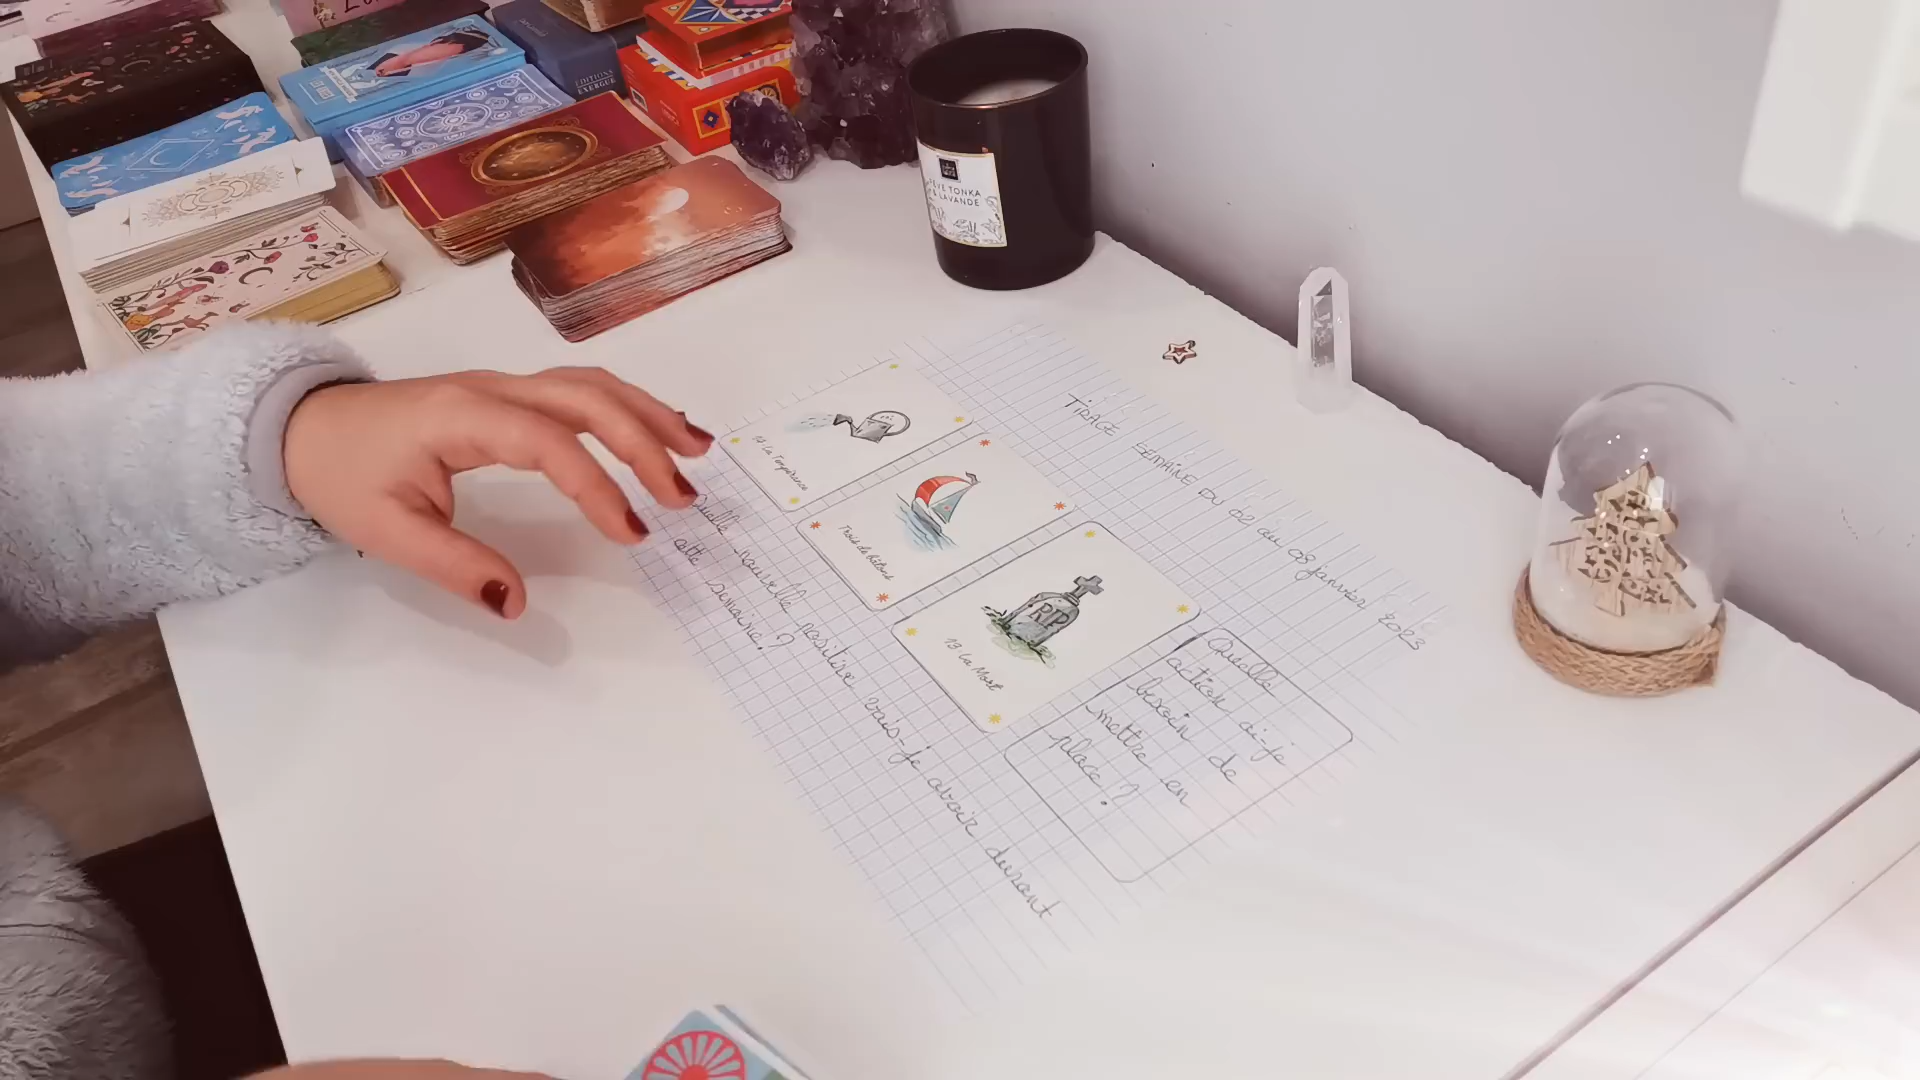 TIRAGE SEMAINE DU 02 au 08 janvier 2023
14 La Tempérance
Trois de bâtons
RIP
13 La Mort
Quelle
action ai-je
besoin de
mettre en
place ?
Quelle nouvelle positive vais-je avoir durant
cette semaine ?
FÈVE TONKA
& LAVANDE
ÉDITIONS
EXERGUE